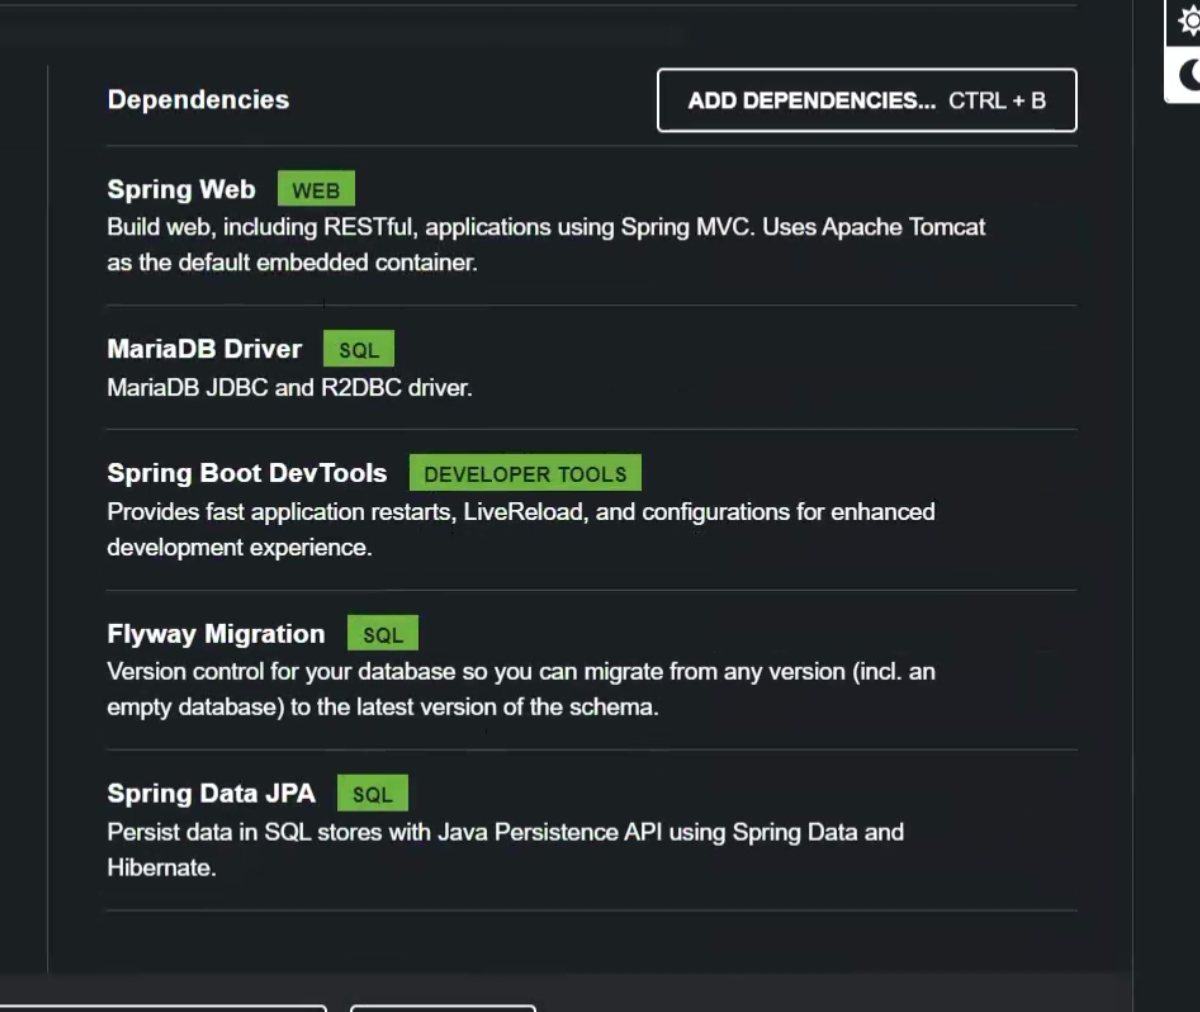 Dependencies
ADD DEPENDENCIES... CTRL + B
Spring Web WEB
Build web, including RESTful, applications using Spring MVC. Uses Apache Tomcat
as the default embedded container.
MariaDB Driver SQL
MariaDB JDBC and R2DBC driver.
Spring Boot DevTools DEVELOPER TOOLS
Provides fast application restarts, LiveReload, and configurations for enhanced
development experience.
Flyway Migration SQL
Version control for your database so you can migrate from any version (incl. an
empty database) to the latest version of the schema.
Spring Data JPA SQL
Persist data in SQL stores with Java Persistence API using Spring Data and
Hibernate.